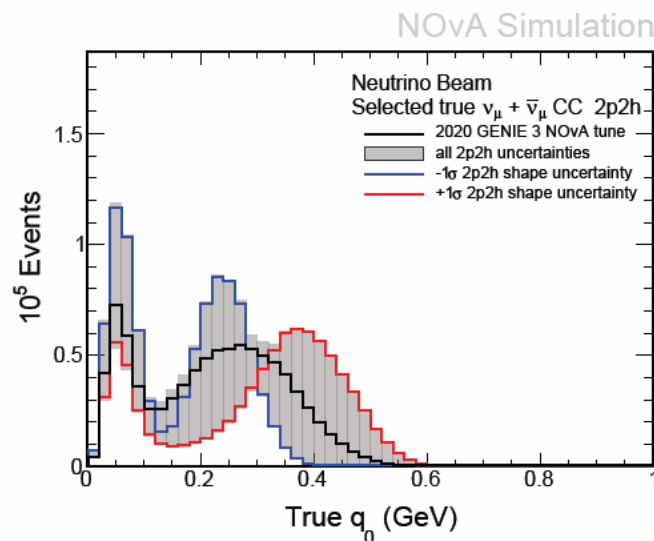 NOvA Simulation
Neutrino Beam
Selected true νμ + ν̄μ CC 2p2h
2020 GENIE 3 NOvA tune
all 2p2h uncertainties
-1σ 2p2h shape uncertainty
+1σ 2p2h shape uncertainty
10⁵ Events
1.5
1
0.5
0
0 0.2 0.4 0.6 0.8 1
True q₀ (GeV)